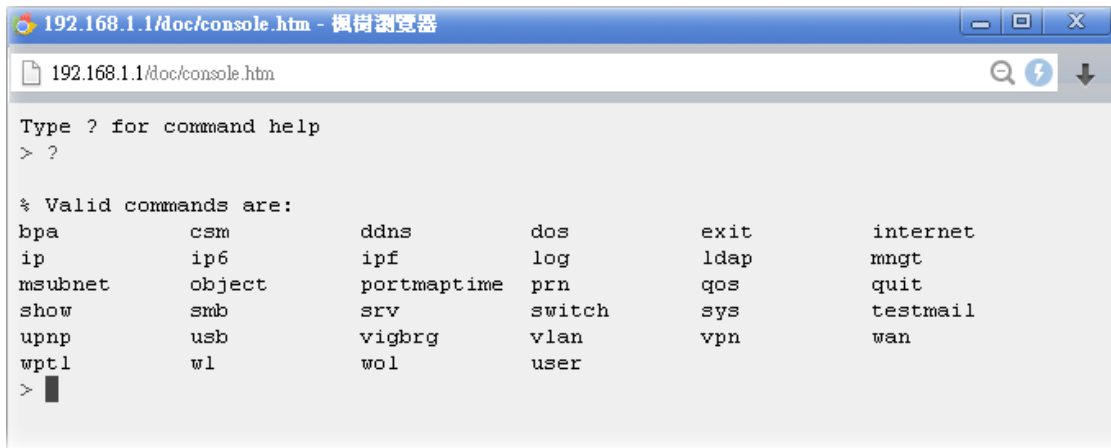 192.168.1.1/doc/console.htm - 楓樹瀏覽器
192.168.1.1/doc/console.htm
Type ? for command help
> ?
% Valid commands are:
bpa csm ddns dos exit internet
ip ip6 ipf log ldap mngt
msubnet object portmaptime prn qos quit
show smb srv switch sys testmail
upnp usb vigbrg vlan vpn wan
wptl wl wol user
>